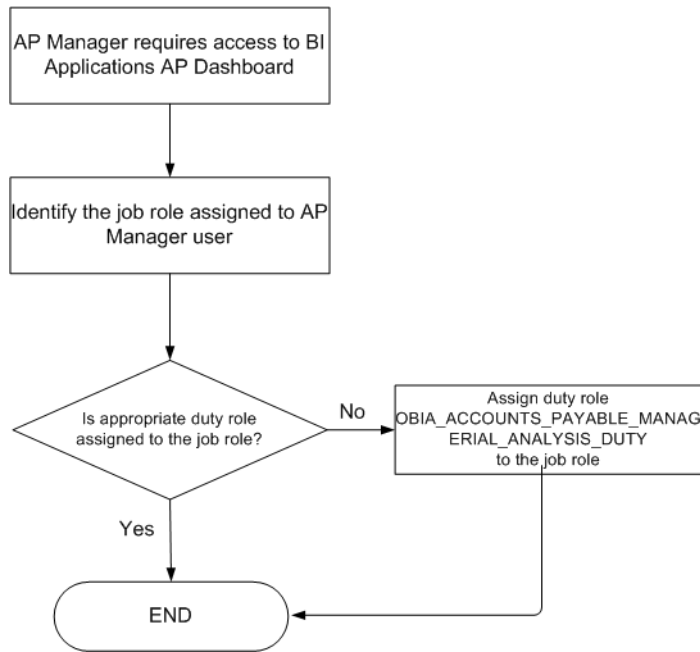 AP Manager requires access to BI
Applications AP Dashboard
Identify the job role assigned to AP
Manager user
Is appropriate duty role
assigned to the job role?
No
Assign duty role
OBIA_ACCOUNTS_PAYABLE_MANAG
ERIAL_ANALYSIS_DUTY
to the job role
Yes
END